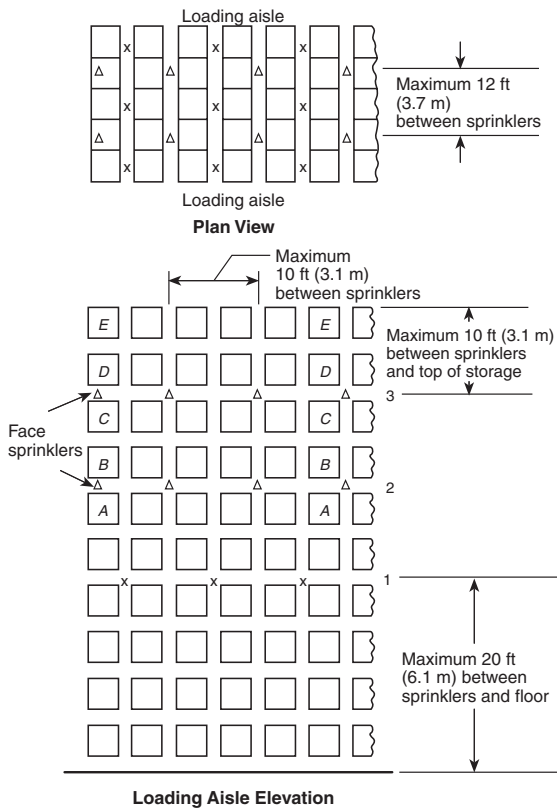 Loading aisle
x x x
Δ Δ Δ Δ
x x x
Δ Δ Δ Δ
x x x
Maximum 12 ft
(3.7 m)
between sprinklers
Loading aisle
Plan View
Maximum
10 ft (3.1 m)
between sprinklers
E E
Maximum 10 ft (3.1 m)
between sprinklers
and top of storage
D D
Δ Δ Δ Δ 3
C C
Face
sprinklers
B B
Δ Δ Δ Δ 2
A A
x x x 1
Maximum 20 ft
(6.1 m) between
sprinklers and floor
Loading Aisle Elevation